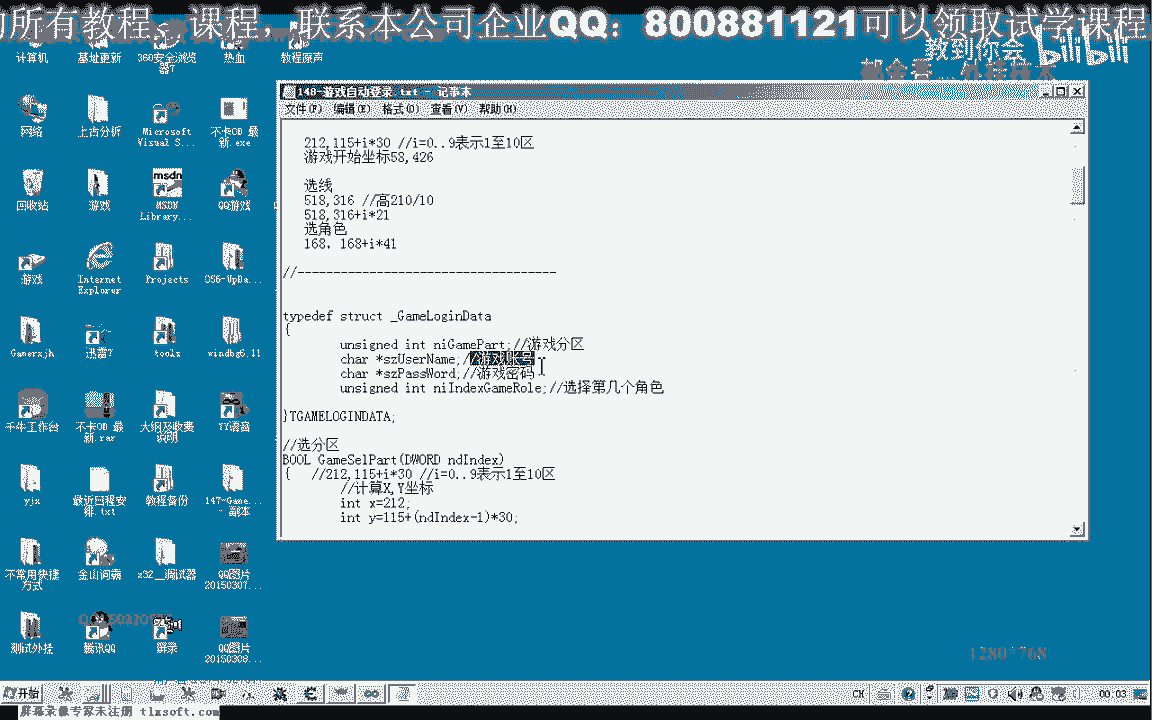 所有教程、课程，联系本公司企业QQ：800881121可以领取试学课程
教到你会
bilibili
计算机
基址更新
360安全浏览器7
热血
教程原声
148-游戏自动登录.txt - 记事本
文件(F) 编辑(E) 格式(O) 查看(V) 帮助(H)
212,115+i*30 //i=0..9表示1至10区
游戏开始坐标53,426
选线
518,316 //高210/10
518,316+i*21
选角色
168. 168+i*41
//------------------------------------
typedef struct _GameLoginData
{
unsigned int niGamePart;//游戏分区
char *szUserName;//游戏账号
char *szPassWord;//游戏密码
unsigned int niIndexGameRole;//选择第几个角色
}TGAMELOGINDATA;
//选分区
BOOL GameSelPart(DWORD ndIndex)
{ //212,115+i*30 //i=0..9表示1至10区
//计算X,Y坐标
int x=212;
int y=115+(ndIndex-1)*30;
网络
上古分析
Microsoft Visual S...
不卡OD 最新.exe
回收站
游戏
msdn
MSDN Library...
QQ游戏
游戏
Internet Explorer
Projects
CS6-UpDa...
Gamerxjh
迅雷7
tools
windbg6.11
千牛工作台
不卡OD 最新.rar
大纲及收费说明
YY语音
yjx
最近回程安排.txt
教程备份
147-Game... - 副本
不常用快捷方式
金山词霸
x32__调试器
QQ图片20150307...
测试外挂
腾讯QQ
屏录
QQ图片20150308...
1280*768
开始
CH
00:03
屏幕录像专家未注册 tlxsoft.com